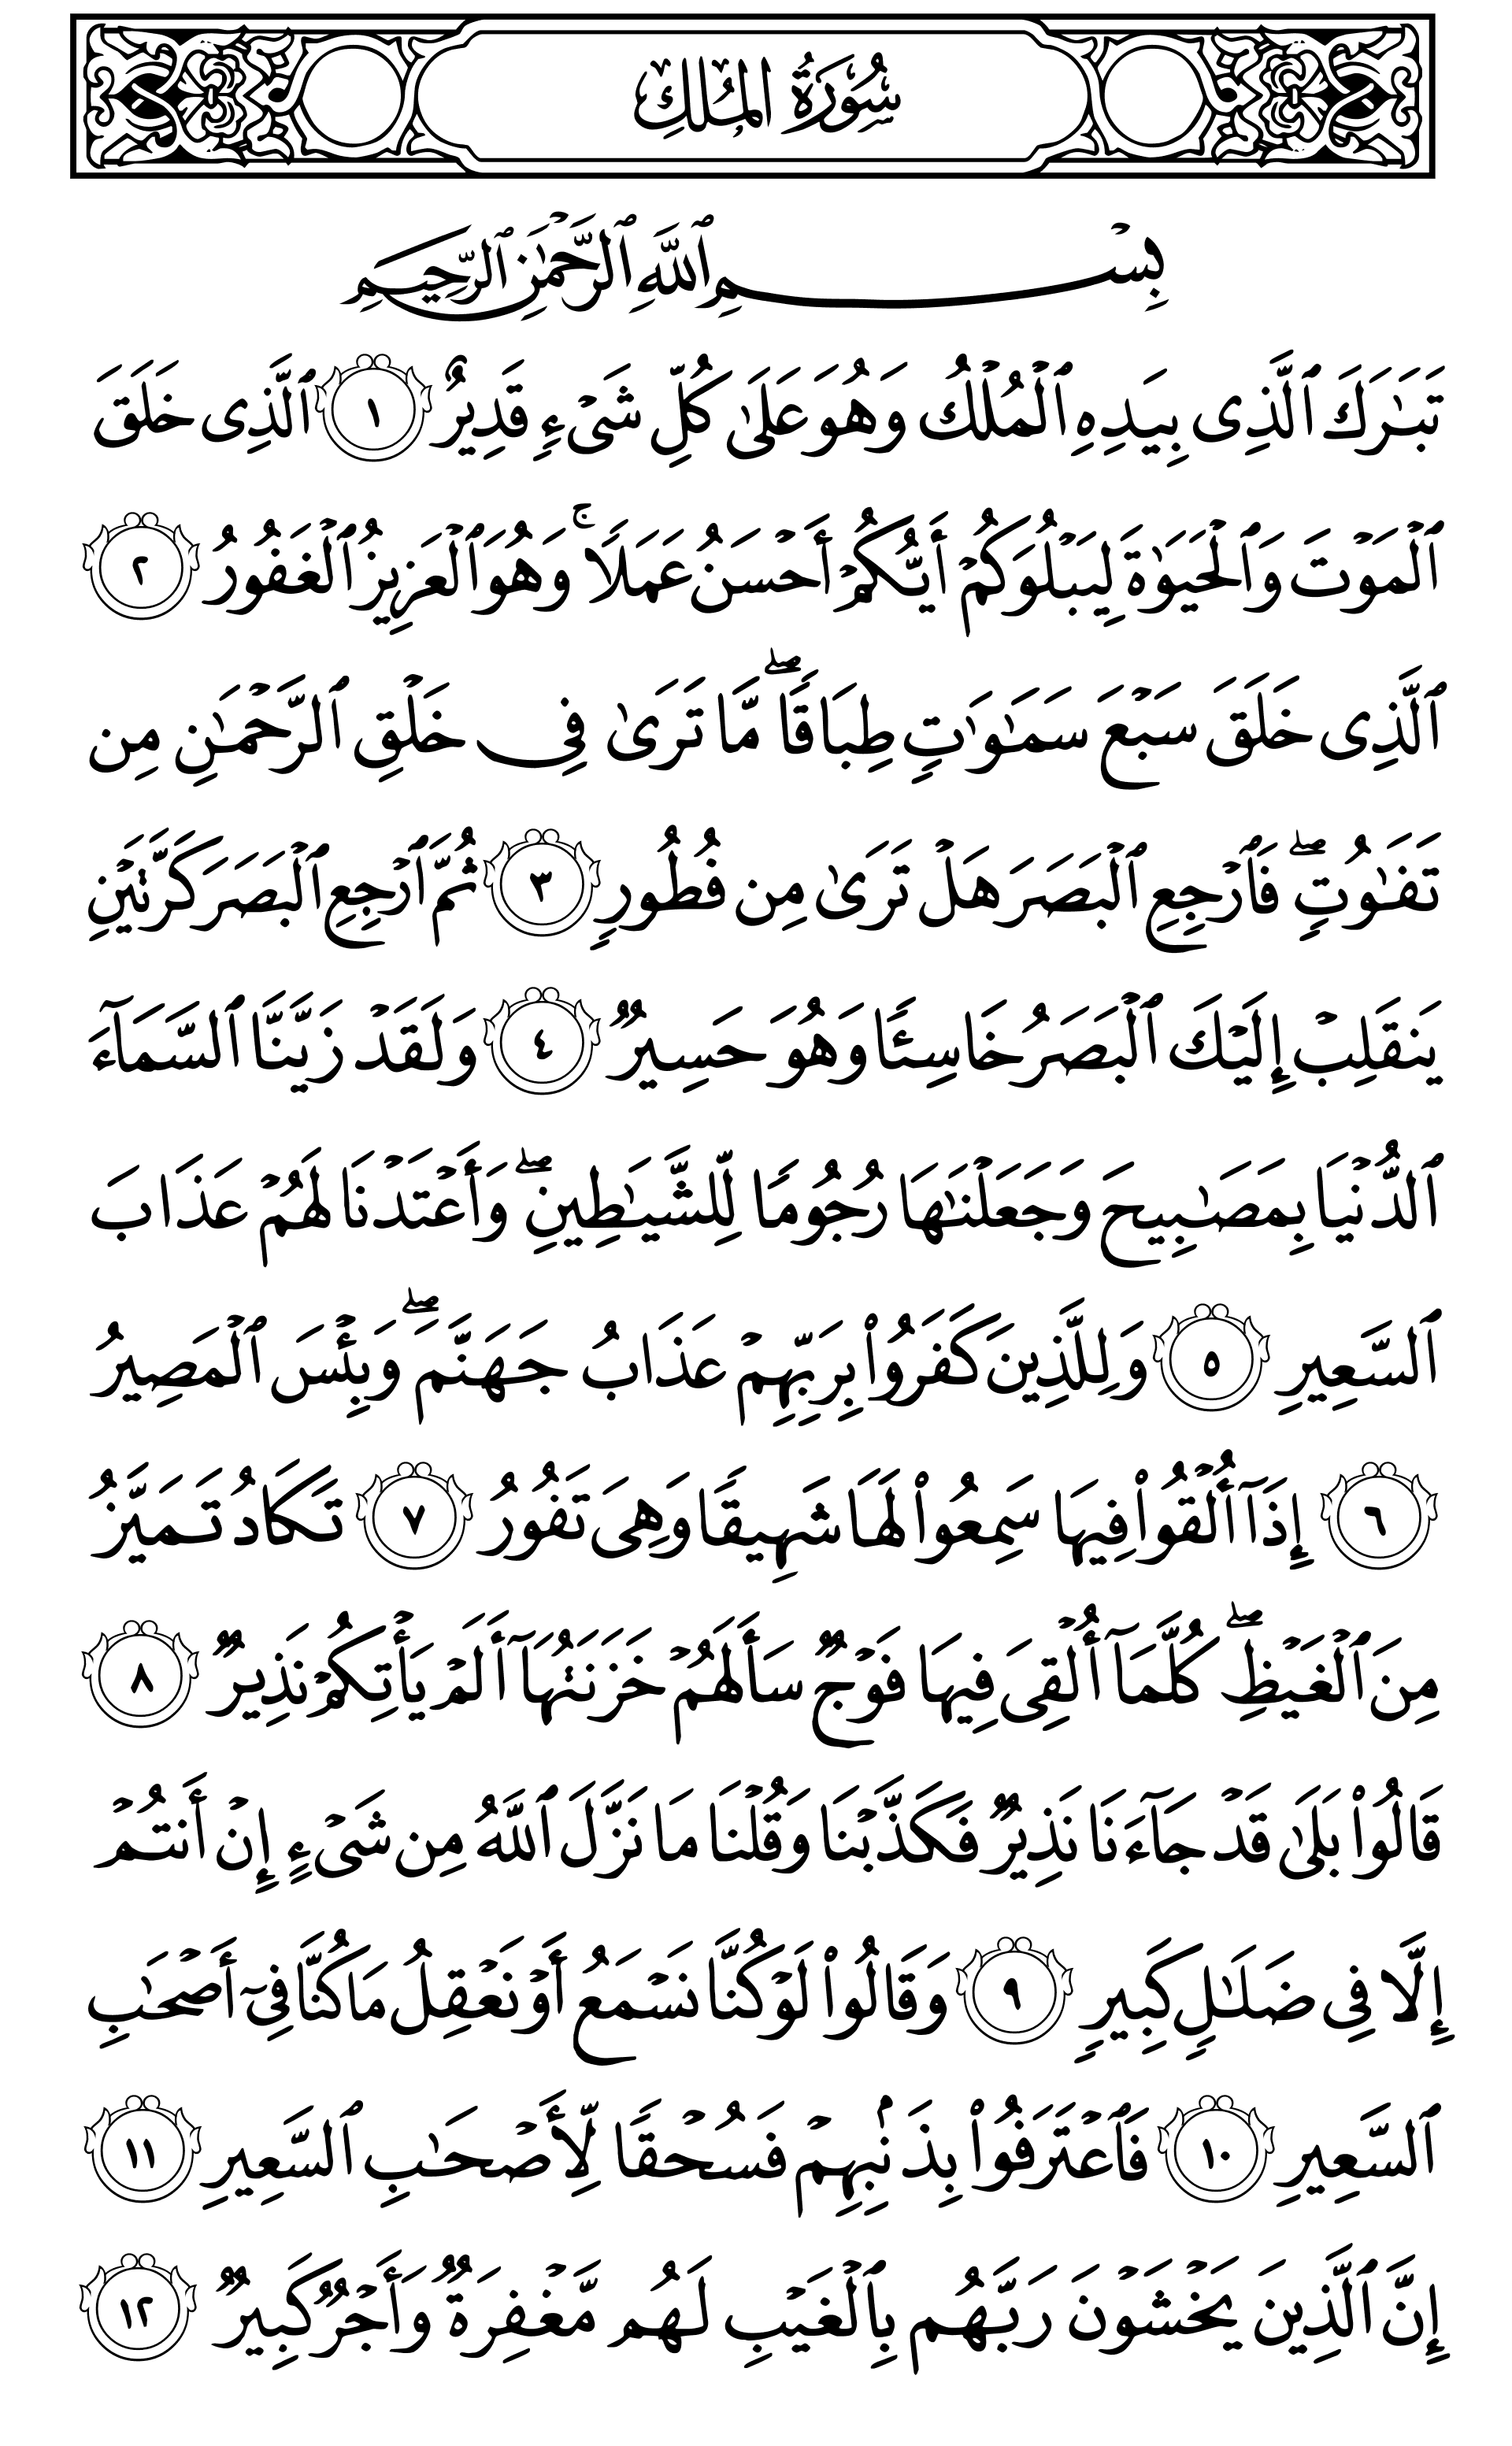 سُورَةُ المُلْكِ
بِسْمِ ٱللَّهِ ٱلرَّحْمَٰنِ ٱلرَّحِيمِ
تَبَٰرَكَ ٱلَّذِى بِيَدِهِ ٱلْمُلْكُ وَهُوَ عَلَىٰ كُلِّ شَىْءٍ قَدِيرٌ ١ ٱلَّذِى خَلَقَ
ٱلْمَوْتَ وَٱلْحَيَوٰةَ لِيَبْلُوَكُمْ أَيُّكُمْ أَحْسَنُ عَمَلًا ۚ وَهُوَ ٱلْعَزِيزُ ٱلْغَفُورُ ٢
ٱلَّذِى خَلَقَ سَبْعَ سَمَٰوَٰتٍ طِبَاقًا ۖ مَّا تَرَىٰ فِى خَلْقِ ٱلرَّحْمَٰنِ مِن
تَفَٰوُتٍ ۖ فَٱرْجِعِ ٱلْبَصَرَ هَلْ تَرَىٰ مِن فُطُورٍ ٣ ثُمَّ ٱرْجِعِ ٱلْبَصَرَ كَرَّتَيْنِ
يَنقَلِبْ إِلَيْكَ ٱلْبَصَرُ خَاسِئًا وَهُوَ حَسِيرٌ ٤ وَلَقَدْ زَيَّنَّا ٱلسَّمَآءَ
ٱلدُّنْيَا بِمَصَٰبِيحَ وَجَعَلْنَٰهَا رُجُومًا لِّلشَّيَٰطِينِ ۖ وَأَعْتَدْنَا لَهُمْ عَذَابَ
ٱلسَّعِيرِ ٥ وَلِلَّذِينَ كَفَرُوا۟ بِرَبِّهِمْ عَذَابُ جَهَنَّمَ ۖ وَبِئْسَ ٱلْمَصِيرُ
٦ إِذَآ أُلْقُوا۟ فِيهَا سَمِعُوا۟ لَهَا شَهِيقًا وَهِىَ تَفُورُ ٧ تَكَادُ تَمَيَّزُ
مِنَ ٱلْغَيْظِ ۖ كُلَّمَآ أُلْقِىَ فِيهَا فَوْجٌ سَأَلَهُمْ خَزَنَتُهَآ أَلَمْ يَأْتِكُمْ نَذِيرٌ ٨
قَالُوا۟ بَلَىٰ قَدْ جَآءَنَا نَذِيرٌ فَكَذَّبْنَا وَقُلْنَا مَا نَزَّلَ ٱللَّهُ مِن شَىْءٍ إِنْ أَنتُمْ
إِلَّا فِى ضَلَٰلٍ كَبِيرٍ ٩ وَقَالُوا۟ لَوْ كُنَّا نَسْمَعُ أَوْ نَعْقِلُ مَا كُنَّا فِىٓ أَصْحَٰبِ
ٱلسَّعِيرِ ١٠ فَٱعْتَرَفُوا۟ بِذَنۢبِهِمْ فَسُحْقًا لِّأَصْحَٰبِ ٱلسَّعِيرِ ١١
إِنَّ ٱلَّذِينَ يَخْشَوْنَ رَبَّهُم بِٱلْغَيْبِ لَهُم مَّغْفِرَةٌ وَأَجْرٌ كَبِيرٌ ١٢